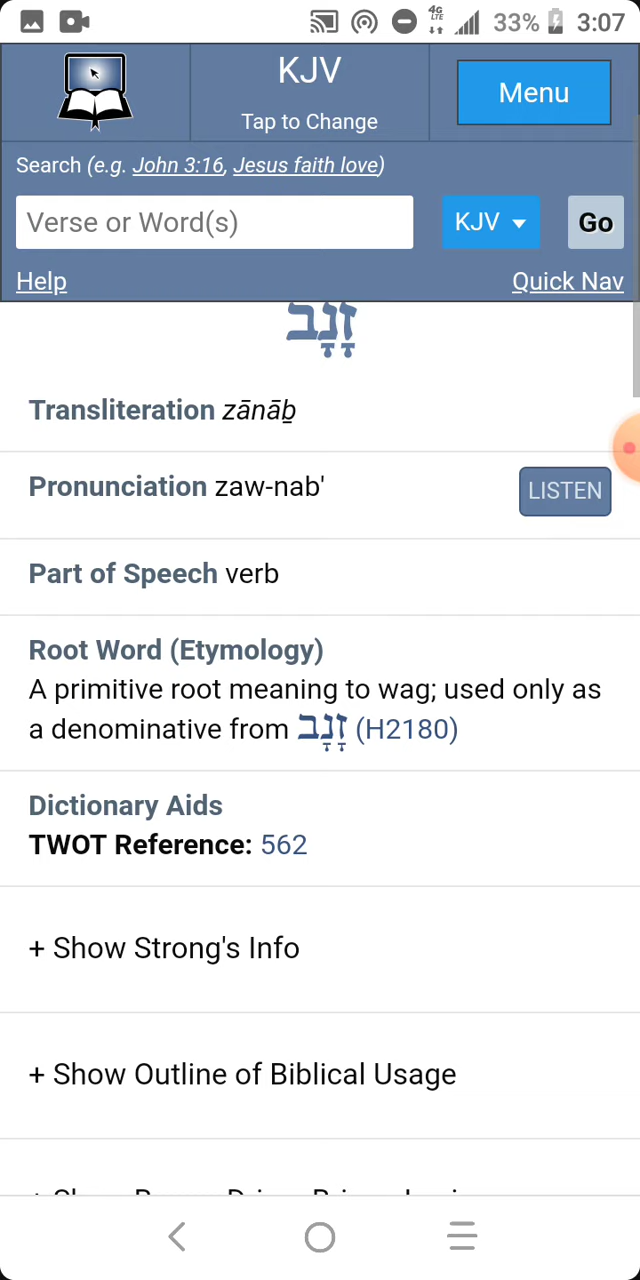 33% 3:07
KJV
Tap to Change
Menu
Search (e.g. John 3:16, Jesus faith love)
Verse or Word(s)
KJV
Go
Help
Quick Nav
זָנָב
Transliteration zānāḇ
Pronunciation zaw-nab'
LISTEN
Part of Speech verb
Root Word (Etymology)
A primitive root meaning to wag; used only as
a denominative from זָנָב (H2180)
Dictionary Aids
TWOT Reference: 562
+ Show Strong's Info
+ Show Outline of Biblical Usage